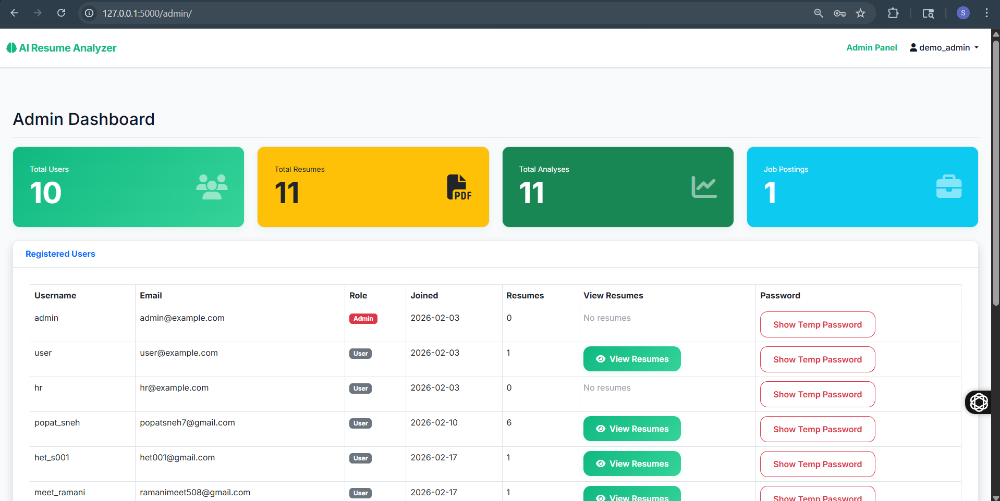 127.0.0.1:5000/admin/
S
AI Resume Analyzer
Admin Panel
demo_admin
Admin Dashboard
Total Users
10
Total Resumes
11
PDF
Total Analyses
11
Job Postings
1
Registered Users
Username Email Role Joined Resumes View Resumes Password
admin admin@example.com Admin 2026-02-03 0 No resumes Show Temp Password
user user@example.com User 2026-02-03 1 View Resumes Show Temp Password
hr hr@example.com User 2026-02-03 0 No resumes Show Temp Password
popat_sneh popatsneh7@gmail.com User 2026-02-10 6 View Resumes Show Temp Password
het_s001 het001@gmail.com User 2026-02-17 1 View Resumes Show Temp Password
meet_ramani ramanimeet508@gmail.com User 2026-02-17 1 View Resumes Show Temp Password